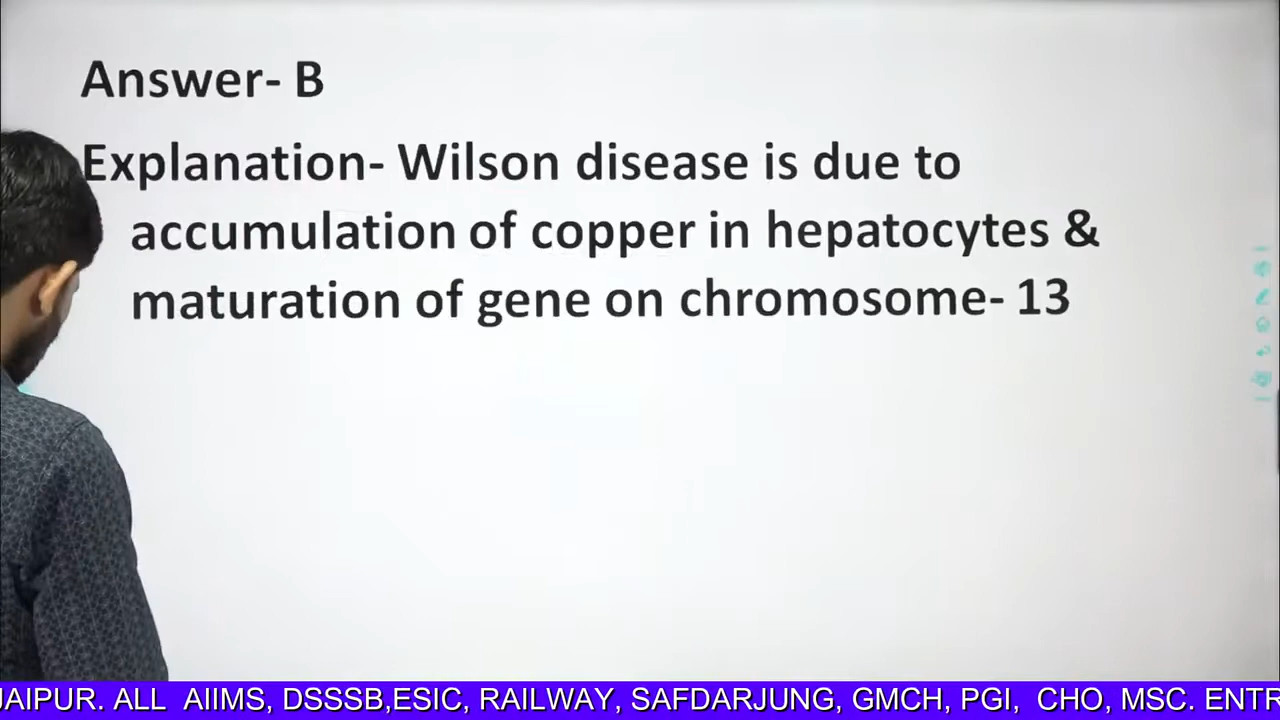 Answer- B
Explanation- Wilson disease is due to
accumulation of copper in hepatocytes &
maturation of gene on chromosome- 13
JAIPUR. ALL AIIMS, DSSSB,ESIC, RAILWAY, SAFDARJUNG, GMCH, PGI, CHO, MSC. ENTR